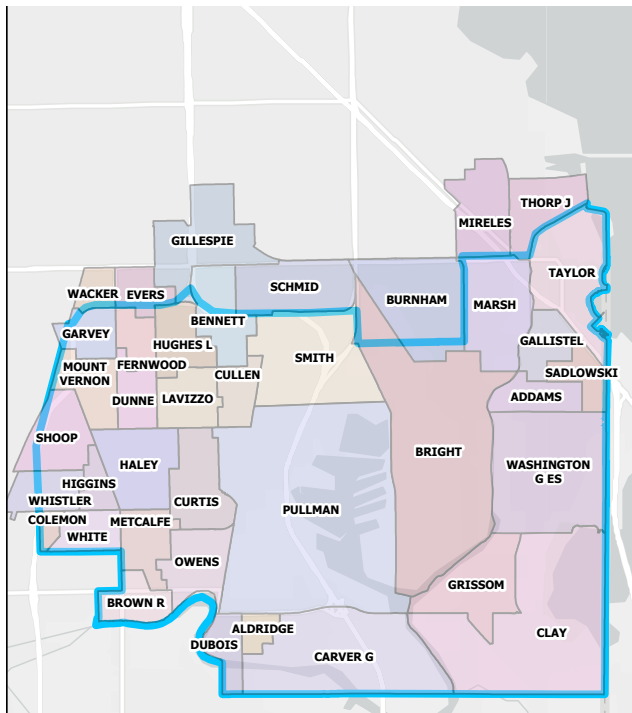 THORP J
MIRELES
GILLESPIE
TAYLOR
SCHMID
WACKER
EVERS
BURNHAM
MARSH
BENNETT
GARVEY
GALLISTEL
HUGHES L
SMITH
MOUNT
VERNON
FERNWOOD
CULLEN
SADLOWSKI
DUNNE
LAVIZZO
ADDAMS
SHOOP
BRIGHT
HALEY
WASHINGTON
G ES
HIGGINS
WHISTLER
CURTIS
PULLMAN
COLEMON
METCALFE
WHITE
OWENS
GRISSOM
BROWN R
ALDRIDGE
CLAY
DUBOIS
CARVER G